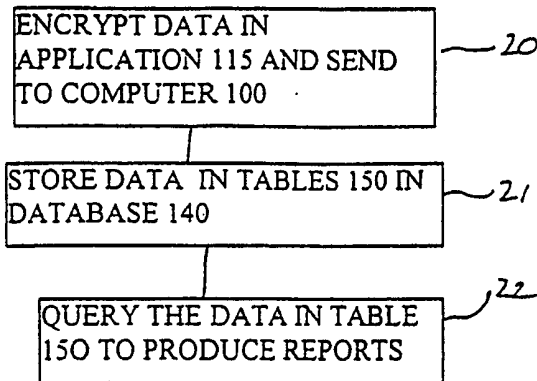 ENCRYPT DATA IN
APPLICATION 115 AND SEND
TO COMPUTER 100
20
STORE DATA IN TABLES 150 IN
DATABASE 140
21
QUERY THE DATA IN TABLE
15O TO PRODUCE REPORTS
22